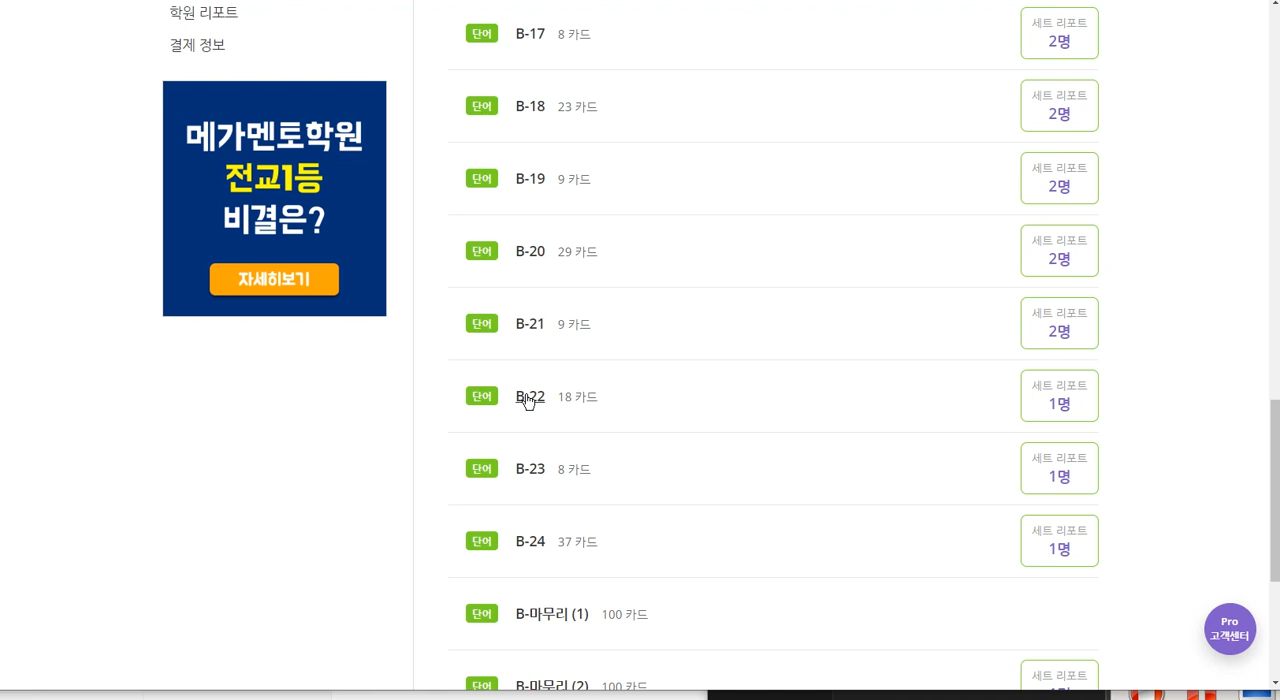 학원 리포트
결제 정보
메가멘토학원
전교1등
비결은?
자세히보기
단어 B-17 8 카드 세트 리포트 2명
단어 B-18 23 카드 세트 리포트 2명
단어 B-19 9 카드 세트 리포트 2명
단어 B-20 29 카드 세트 리포트 2명
단어 B-21 9 카드 세트 리포트 2명
단어 B-22 18 카드 세트 리포트 1명
단어 B-23 8 카드 세트 리포트 1명
단어 B-24 37 카드 세트 리포트 1명
단어 B-마무리 (1) 100 카드
단어 B-마무리 (2) 100 카드 세트 리포트
Pro
고객센터